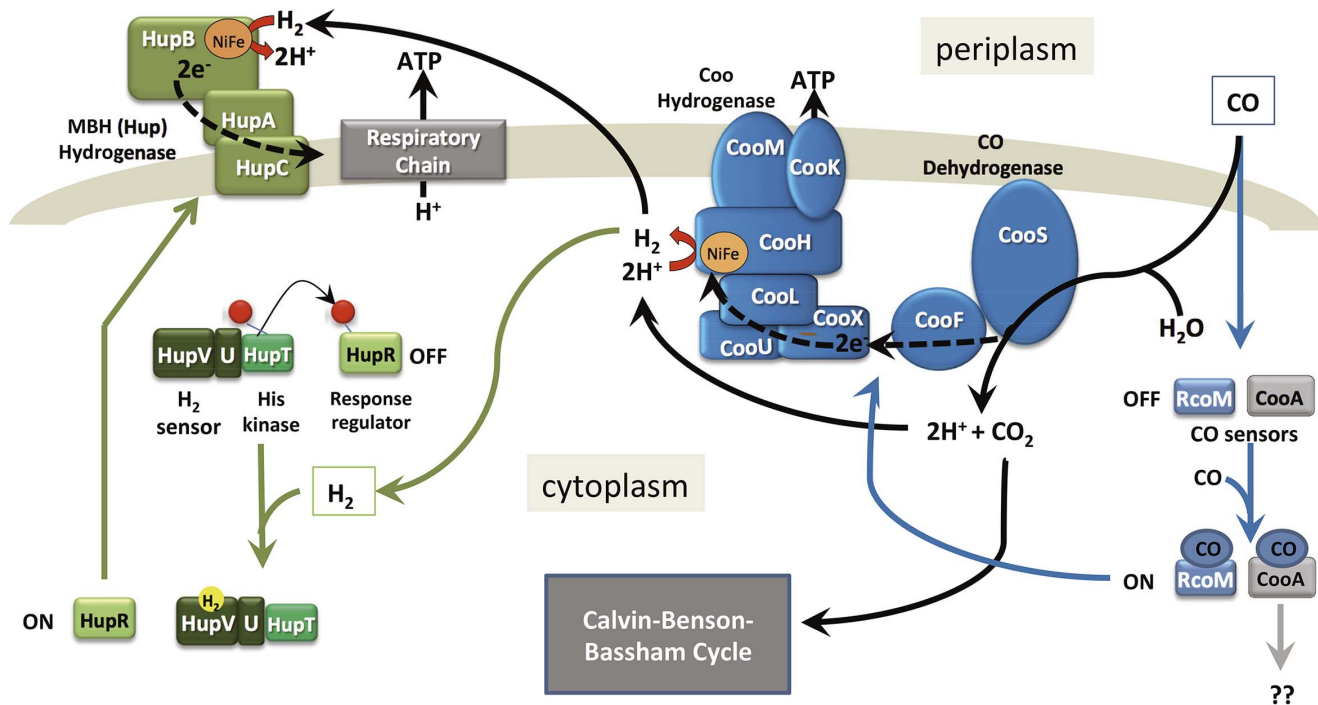 H2
HupB
NiFe
2H+
2e-
ATP
periplasm
HupA
MBH (Hup)
Hydrogenase
HupC
Respiratory
Chain
H+
Coo
Hydrogenase
ATP
CO
CooM
CooK
CO
Dehydrogenase
H2
2H+
NiFe
CooH
CooS
CooL
CooX
CooU
2e-
CooF
H2O
HupV
U
HupT
HupR
OFF
H2
sensor
His
kinase
Response
regulator
OFF
RcoM
CooA
CO sensors
2H+ + CO2
cytoplasm
H2
CO
CO
CO
ON
RcoM
CooA
Calvin-Benson-
Bassham Cycle
ON
HupR
H2
HupV
U
HupT
??